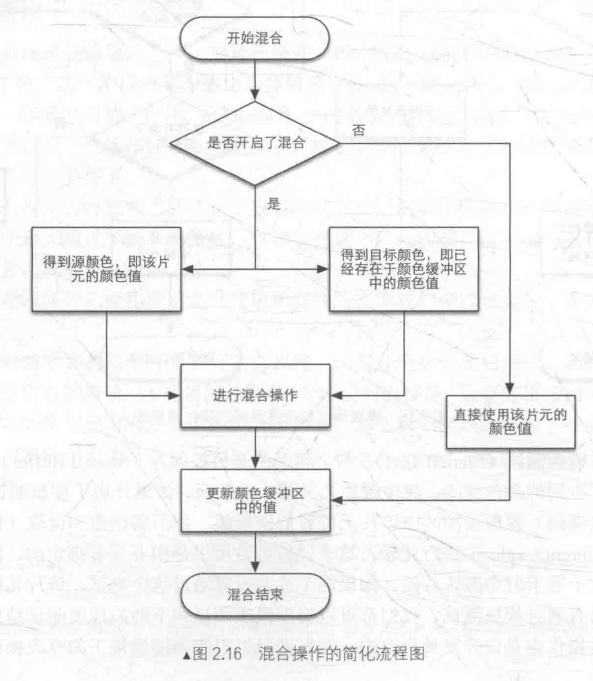 开始混合
是否开启了混合
否
是
得到源颜色，即该片
元的颜色值
得到目标颜色，即已
经存在于颜色缓冲区
中的颜色值
进行混合操作
直接使用该片元的
颜色值
更新颜色缓冲区
中的值
混合结束
▲图 2.16 混合操作的简化流程图